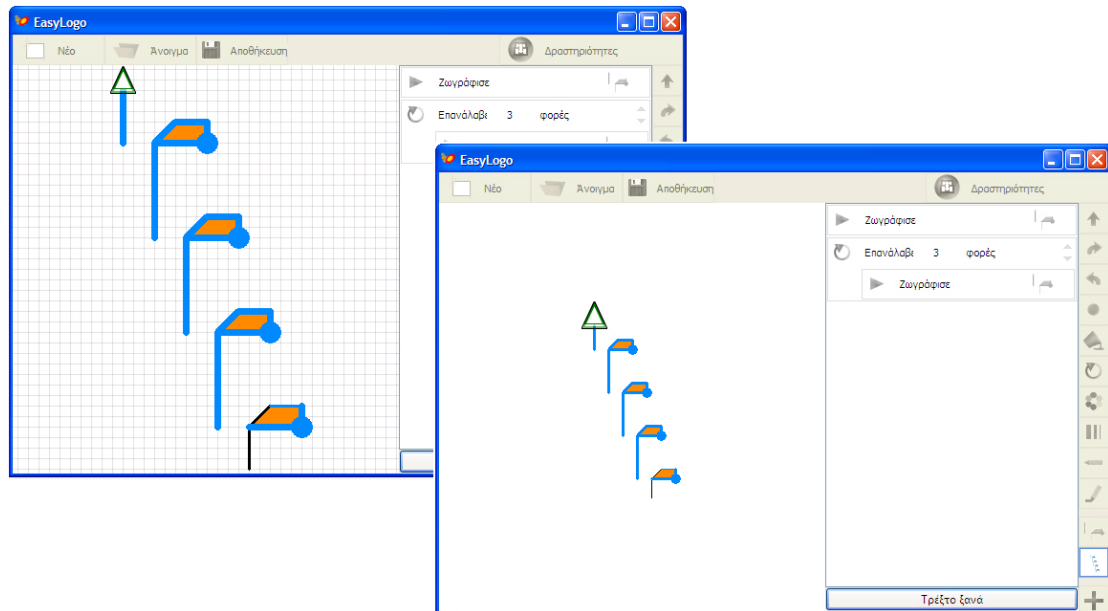 EasyLogo
Νέο Άνοιγμα Αποθήκευση Δραστηριότητες
Ζωγράφισε
Επανάλαβε 3 φορές
EasyLogo
Νέο Άνοιγμα Αποθήκευση Δραστηριότητες
Ζωγράφισε
Επανάλαβε 3 φορές
Ζωγράφισε
Τρέξτο ξανά